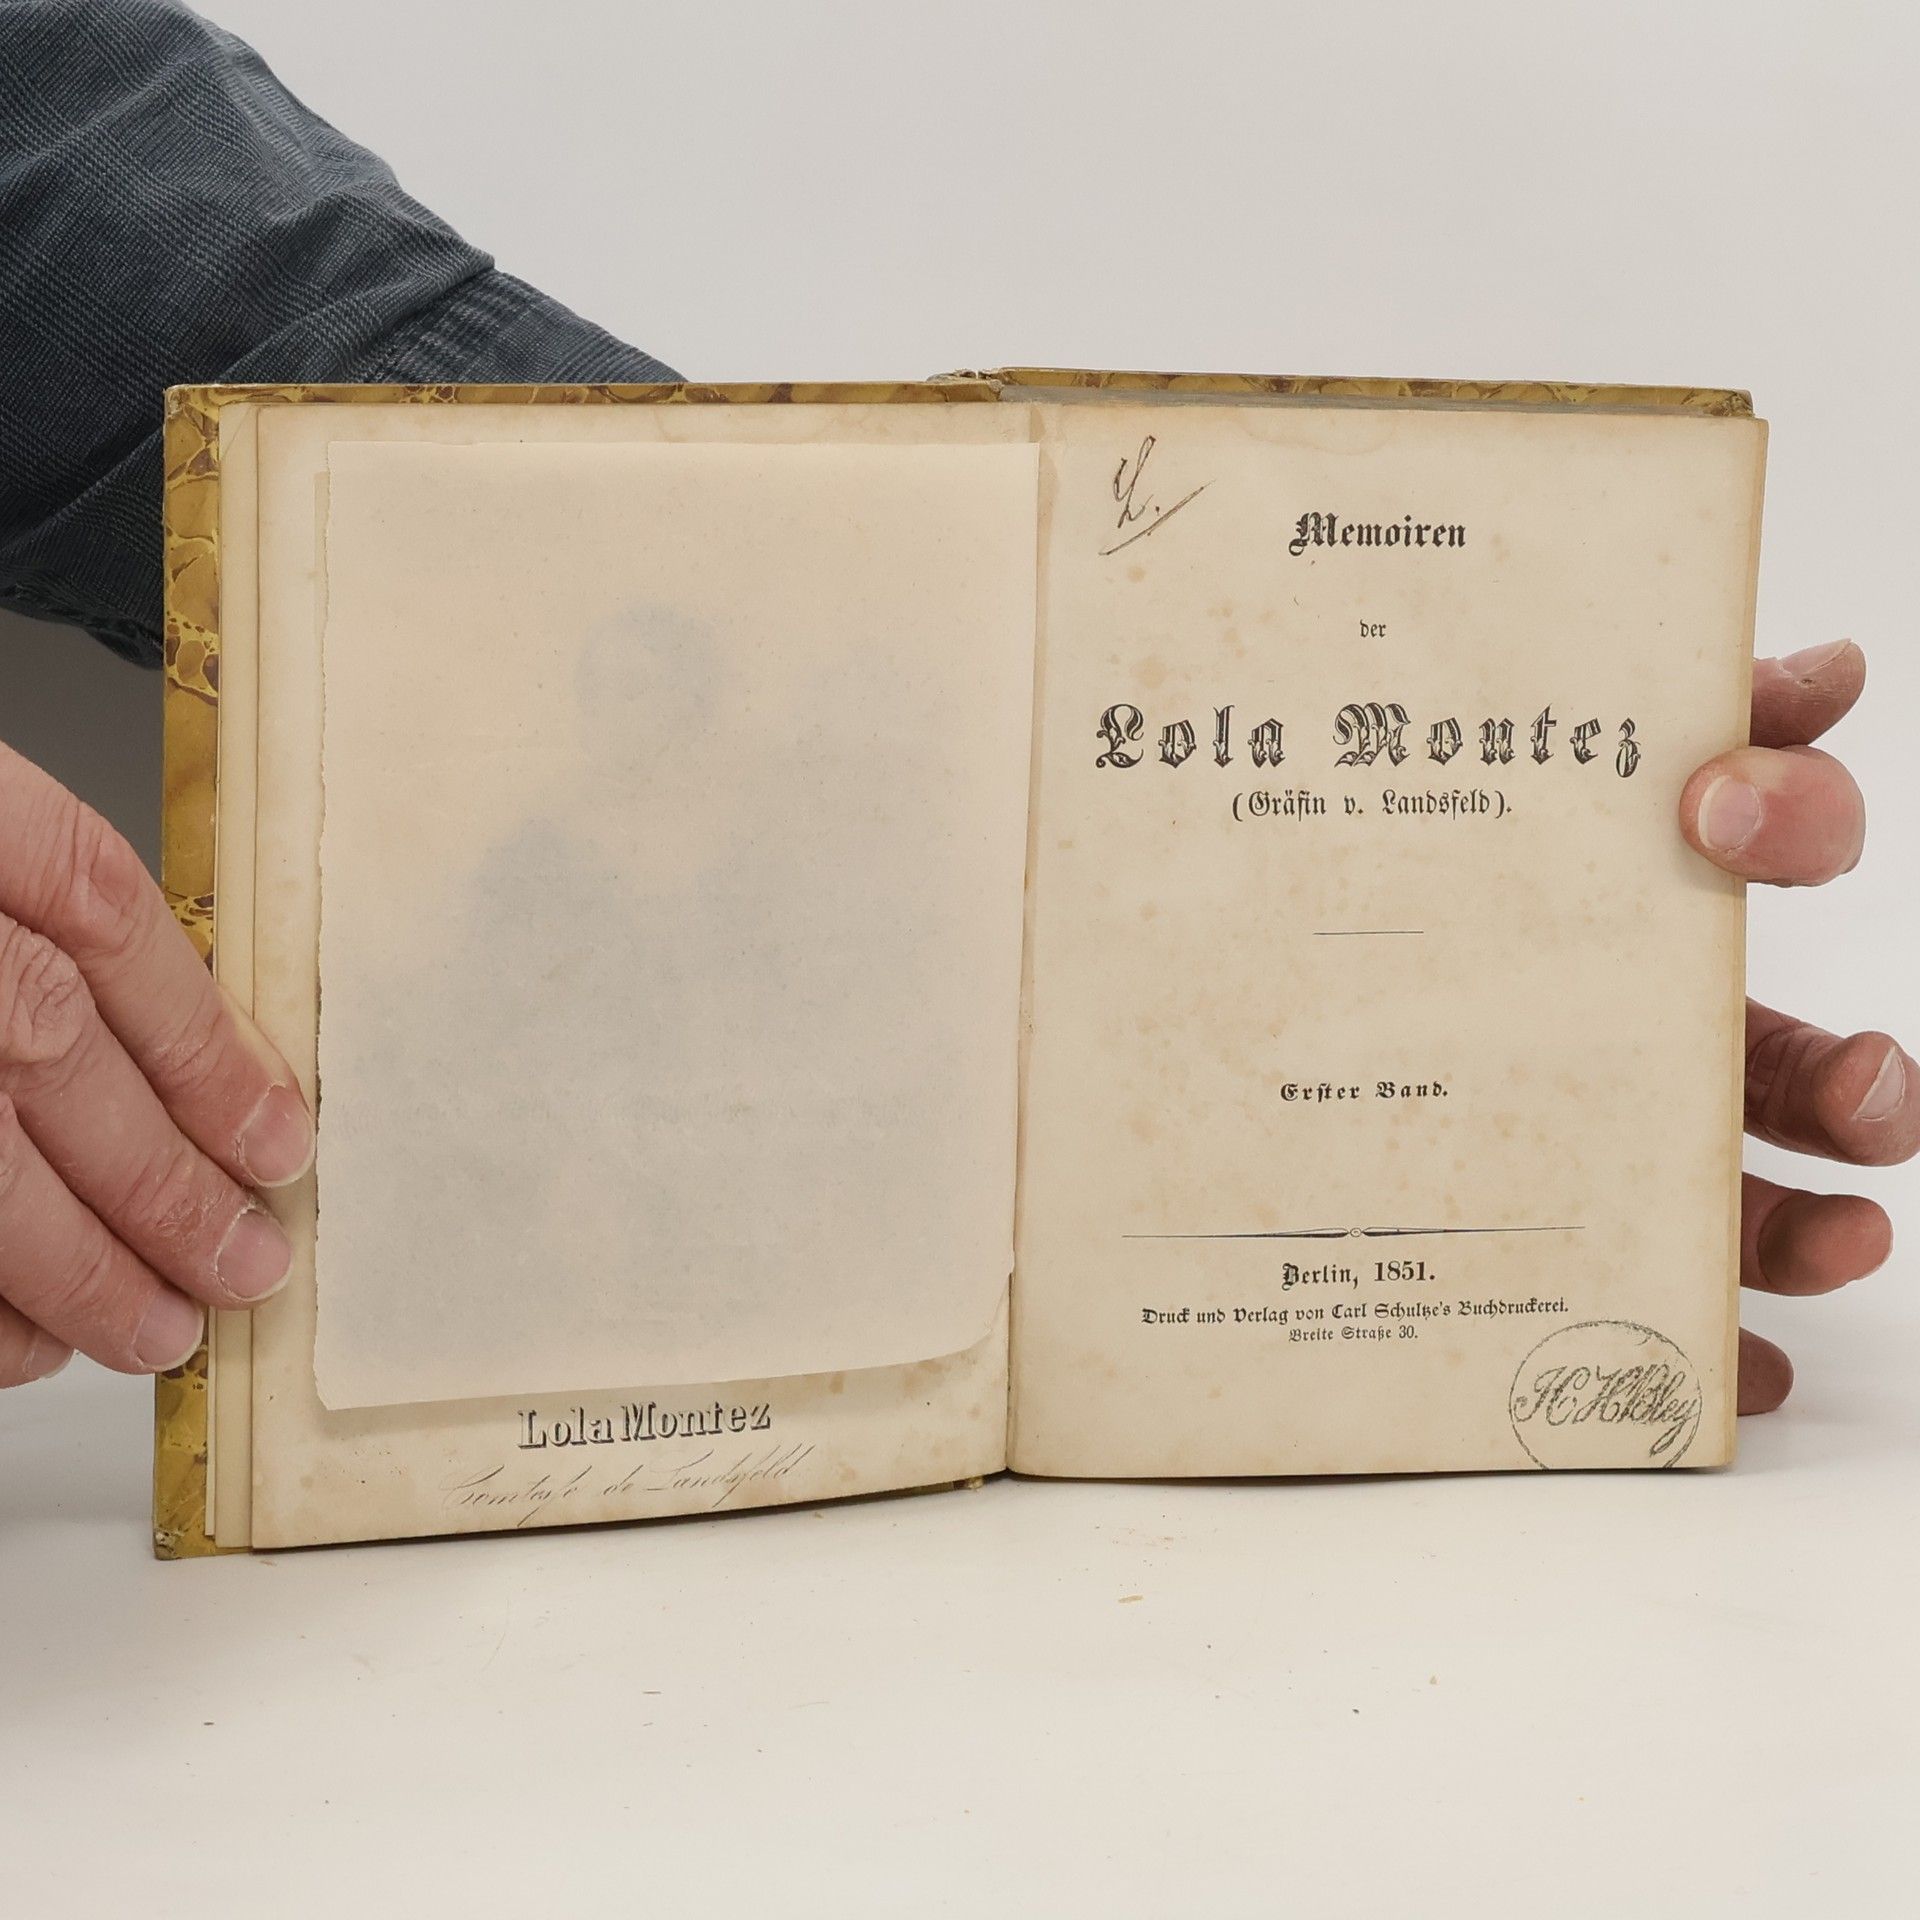 Lola Montez
Comtesse de Landsfeld
L.
Memoiren
der
Lola Montez
(Gräfin v. Landsfeld).
Erster Band.
Berlin, 1851.
Druck und Verlag von Carl Schultze's Buchdruckerei.
Breite Straße 30.